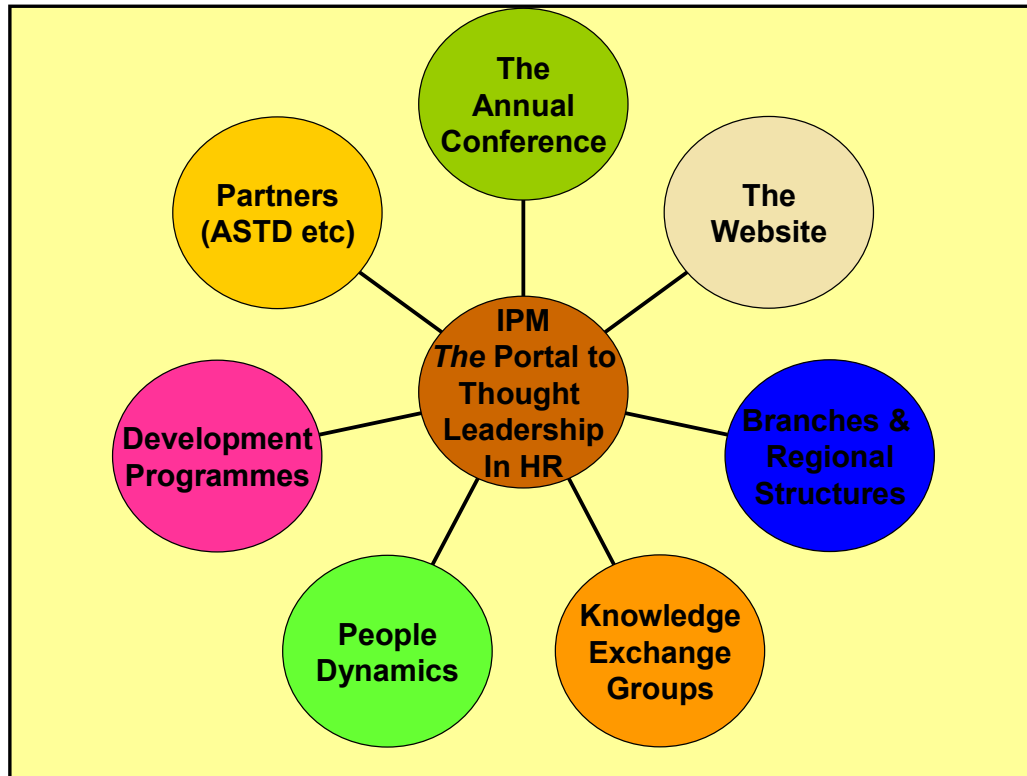 The
Annual
Conference
Partners
(ASTD etc)
The
Website
IPM
The Portal to
Thought
Leadership
In HR
Development
Programmes
Branches &
Regional
Structures
People
Dynamics
Knowledge
Exchange
Groups